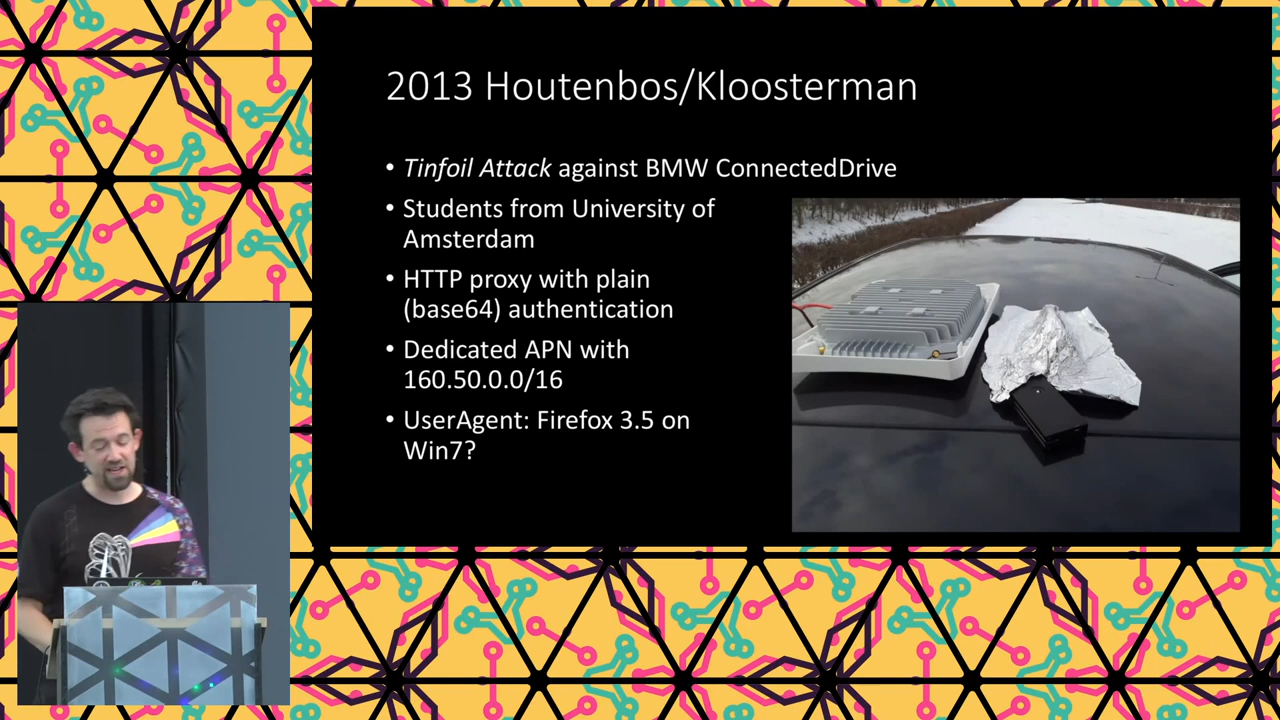 2013 Houtenbos/Kloosterman
• Tinfoil Attack against BMW ConnectedDrive
• Students from University of
Amsterdam
• HTTP proxy with plain
(base64) authentication
• Dedicated APN with
160.50.0.0/16
• UserAgent: Firefox 3.5 on
Win7?